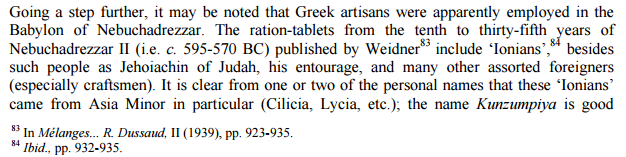 Going a step further, it may be noted that Greek artisans were apparently employed in the
Babylon of Nebuchadrezzar. The ration-tablets from the tenth to thirty-fifth years of
Nebuchadrezzar II (i.e. c. 595-570 BC) published by Weidner83 include ‘Ionians’,84 besides
such people as Jehoiachin of Judah, his entourage, and many other assorted foreigners
(especially craftsmen). It is clear from one or two of the personal names that these ‘Ionians’
came from Asia Minor in particular (Cilicia, Lycia, etc.); the name Kunzumpiya is good
83 In Mélanges... R. Dussaud, II (1939), pp. 923-935.
84 Ibid., pp. 932-935.